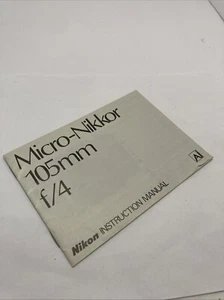 Micro-Nikkor
105mm
f/4
Nikon INSTRUCTION MANUAL
AI